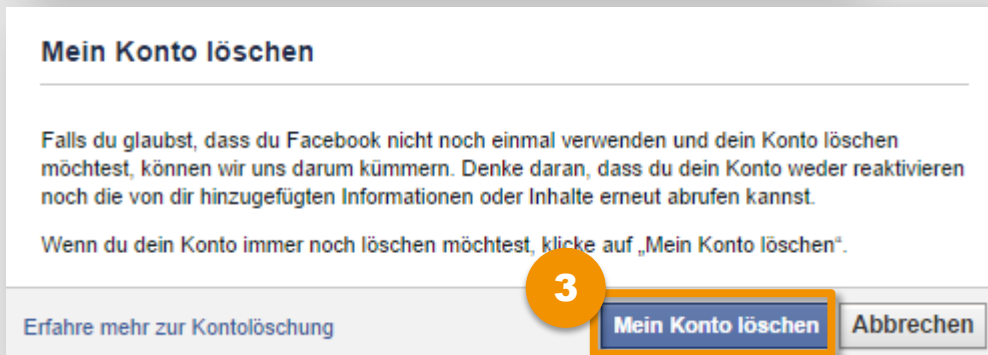 Mein Konto löschen
Falls du glaubst, dass du Facebook nicht noch einmal verwenden und dein Konto löschen
möchtest, können wir uns darum kümmern. Denke daran, dass du dein Konto weder reaktivieren
noch die von dir hinzugefügten Informationen oder Inhalte erneut abrufen kannst.
Wenn du dein Konto immer noch löschen möchtest, klicke auf „Mein Konto löschen“.
3
Erfahre mehr zur Kontolöschung Mein Konto löschen Abbrechen